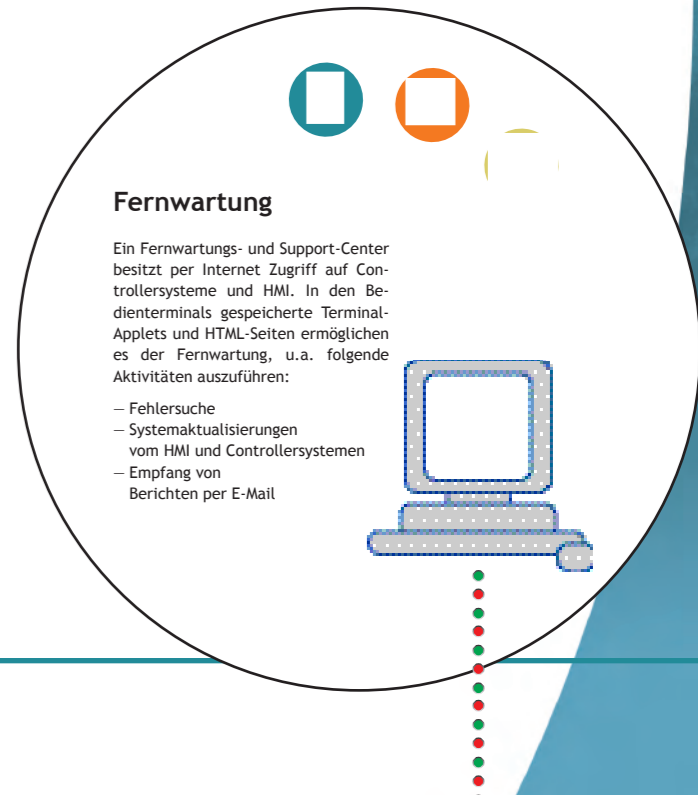 Fernwartung
Ein Fernwartungs- und Support-Center
besitzt per Internet Zugriff auf Con-
trollersysteme und HMI. In den Be-
dienterminals gespeicherte Terminal-
Applets und HTML-Seiten ermöglichen
es der Fernwartung, u.a. folgende
Aktivitäten auszuführen:
— Fehlersuche
— Systemaktualisierungen
vom HMI und Controllersystemen
— Empfang von
Berichten per E-Mail